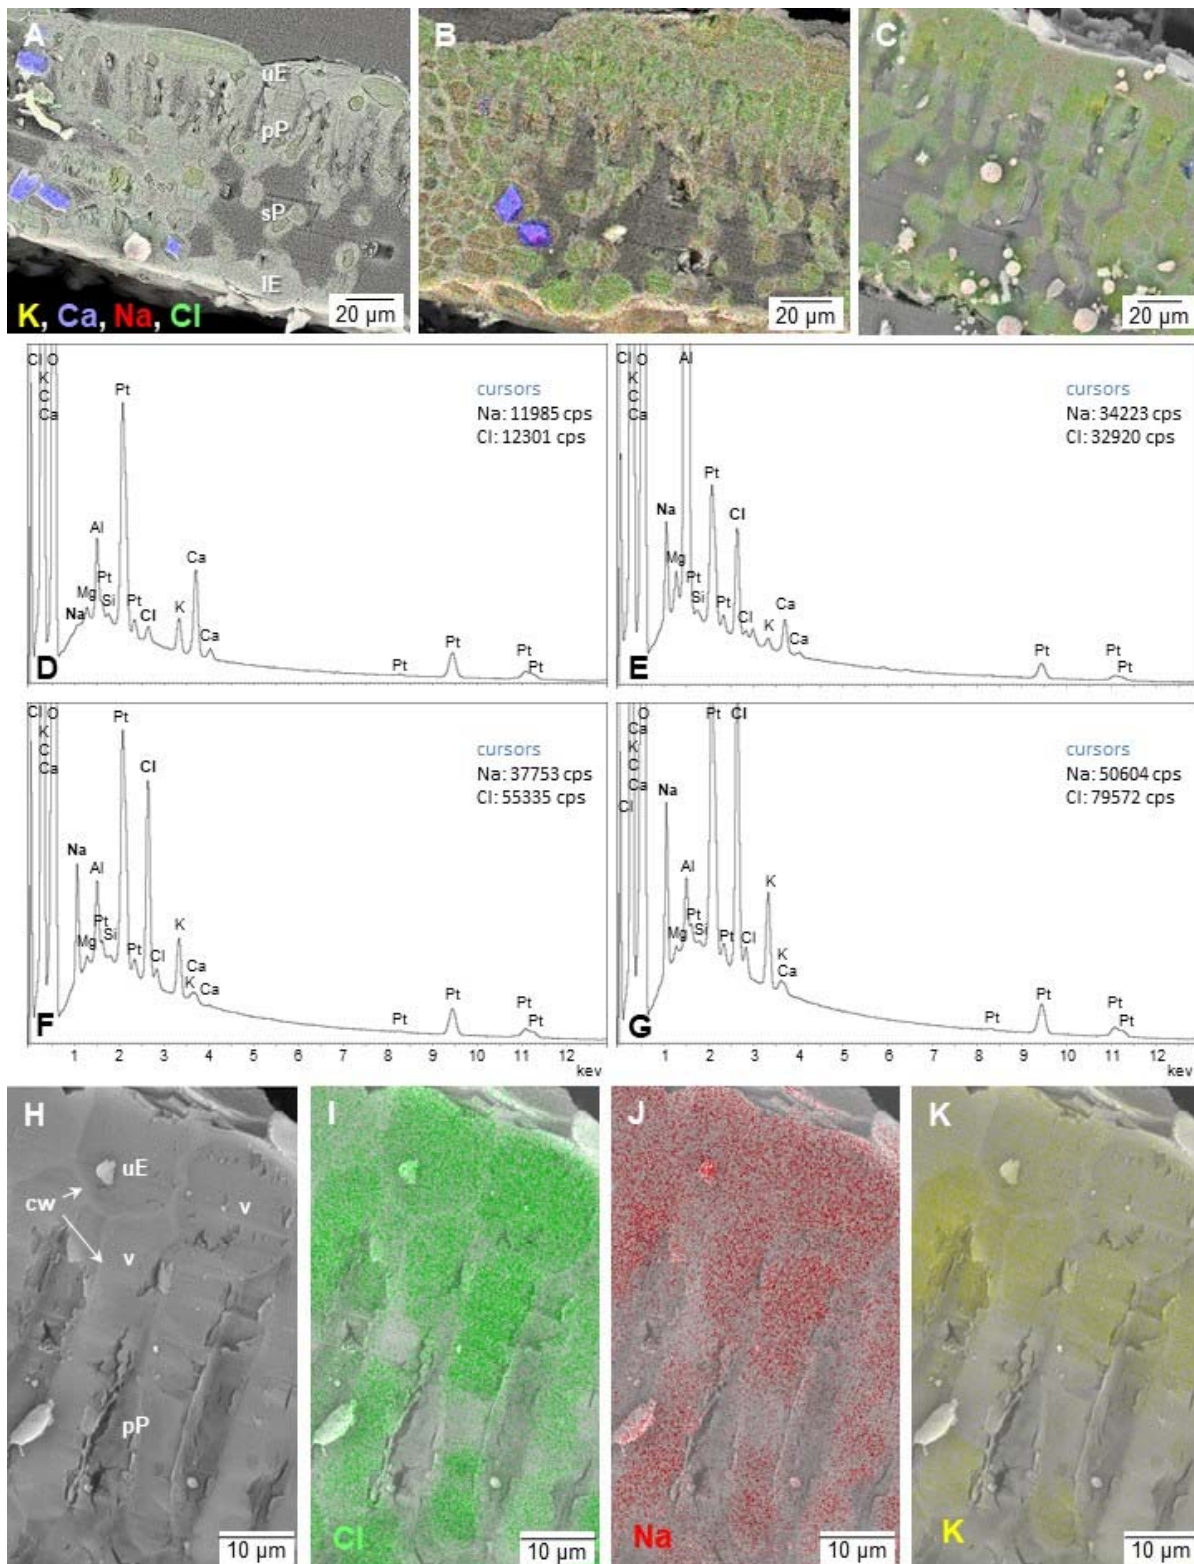 A
B
C
uE
pP
sP
lE
K, Ca, Na, Cl
20 µm
20 µm
20 µm
Cl
O
K
C
Ca
Pt
cursors
Na: 11985 cps
Cl: 12301 cps
Al
Pt
Mg
Si
Na
Pt
Cl
K
Ca
Ca
Pt
Pt
Pt
Pt
D
Cl
O
K
C
Ca
Al
cursors
Na: 34223 cps
Cl: 32920 cps
Pt
Na
Cl
Mg
Pt
Si
Pt
Cl
K
Ca
Ca
Pt
Pt
Pt
E
Cl
O
K
C
Ca
Pt
cursors
Na: 37753 cps
Cl: 55335 cps
Cl
Na
Al
Pt
Mg
Si
Pt
Cl
K
Ca
K
Ca
Pt
Pt
Pt
Pt
F
1 2 3 4 5 6 7 8 9 10 11 12
kev
O
Ca
K
C
Ca
Cl
Pt
Cl
cursors
Na: 50604 cps
Cl: 79572 cps
Na
Al
Pt
Mg
Si
Pt
Cl
K
K
Ca
Pt
Pt
Pt
Pt
G
1 2 3 4 5 6 7 8 9 10 11 12
kev
H
uE
cw
v
v
pP
10 µm
I
Cl
10 µm
J
Na
10 µm
K
K
10 µm